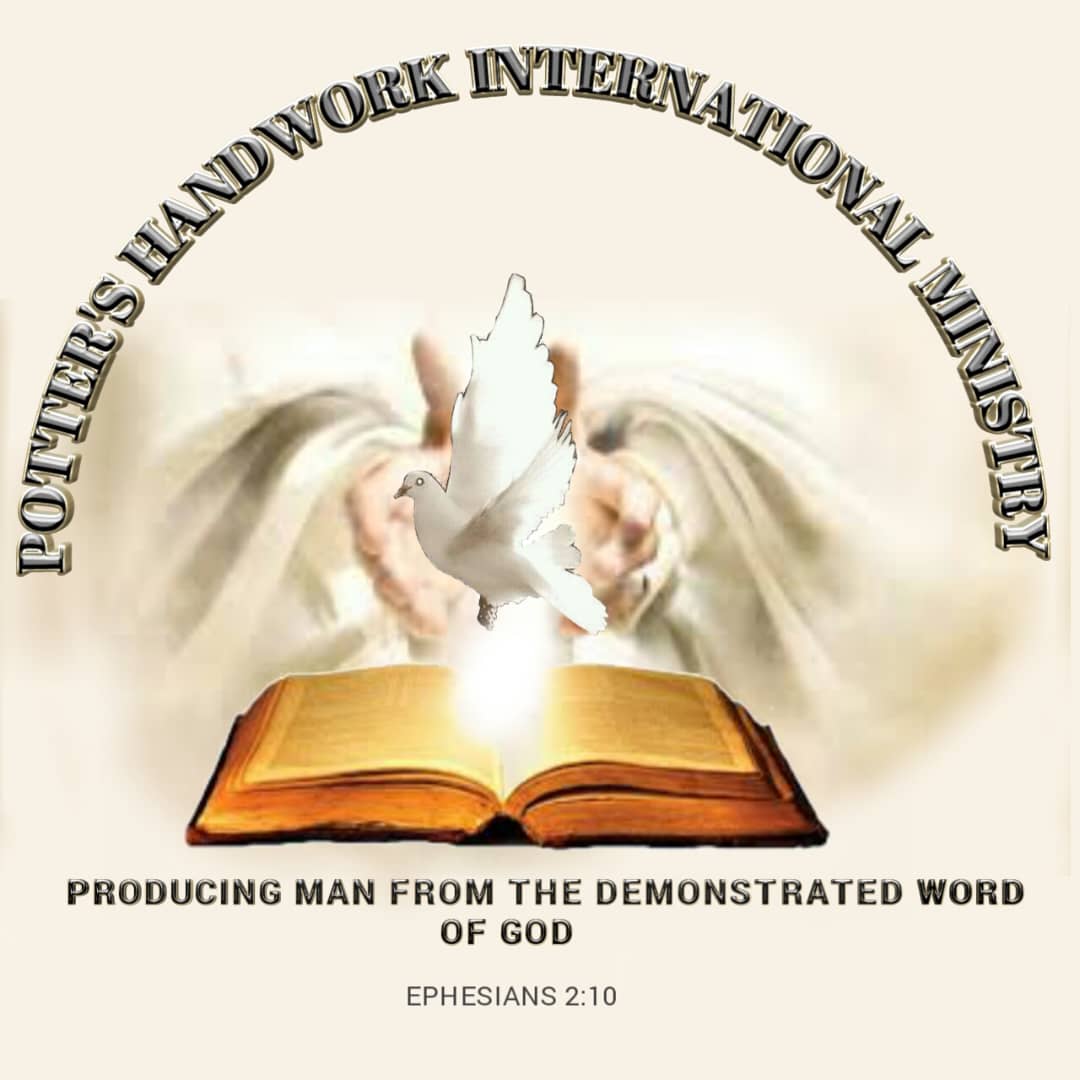 POTTER'S HANDWORK INTERNATIONAL MINISTRY
PRODUCING MAN FROM THE DEMONSTRATED WORD
OF GOD
EPHESIANS 2:10